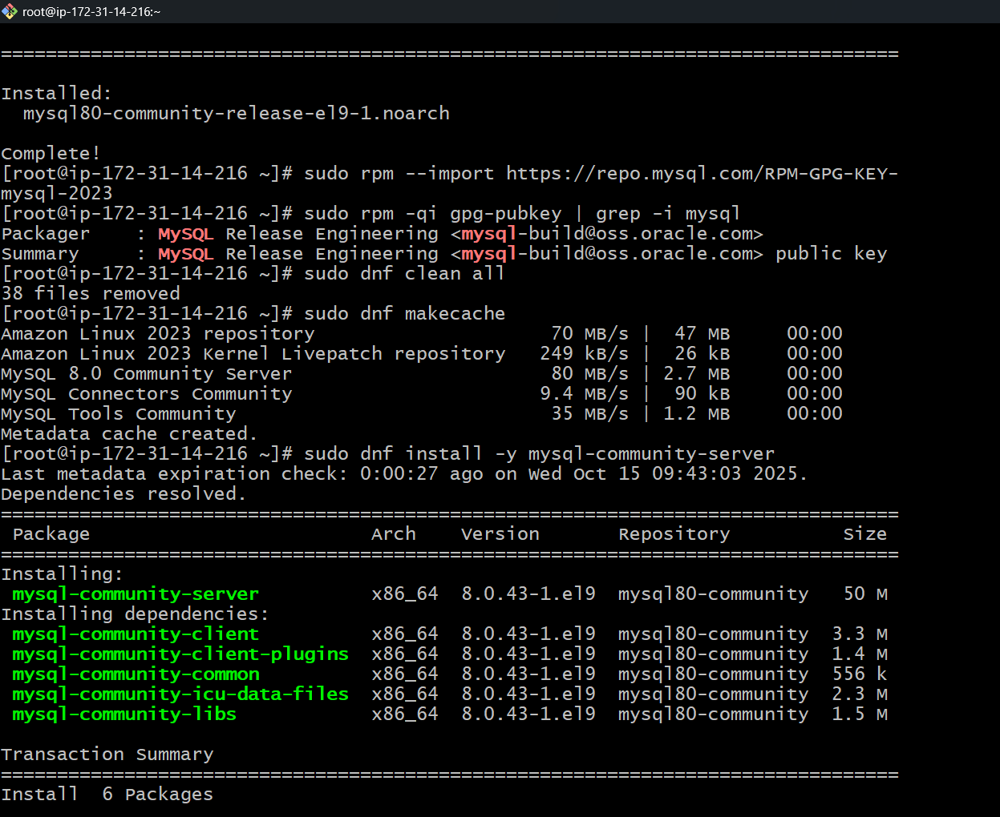 root@ip-172-31-14-216:~
================================================================================
Installed:
  mysql80-community-release-el9-1.noarch
Complete!
[root@ip-172-31-14-216 ~]# sudo rpm --import https://repo.mysql.com/RPM-GPG-KEY-
mysql-2023
[root@ip-172-31-14-216 ~]# sudo rpm -qi gpg-pubkey | grep -i mysql
Packager    : MySQL Release Engineering <mysql-build@oss.oracle.com>
Summary     : MySQL Release Engineering <mysql-build@oss.oracle.com> public key
[root@ip-172-31-14-216 ~]# sudo dnf clean all
38 files removed
[root@ip-172-31-14-216 ~]# sudo dnf makecache
Amazon Linux 2023 repository                     70 MB/s |  47 MB     00:00
Amazon Linux 2023 Kernel Livepatch repository   249 kB/s |  26 kB     00:00
MySQL 8.0 Community Server                       80 MB/s | 2.7 MB     00:00
MySQL Connectors Community                      9.4 MB/s |  90 kB     00:00
MySQL Tools Community                            35 MB/s | 1.2 MB     00:00
Metadata cache created.
[root@ip-172-31-14-216 ~]# sudo dnf install -y mysql-community-server
Last metadata expiration check: 0:00:27 ago on Wed Oct 15 09:43:03 2025.
Dependencies resolved.
================================================================================
 Package                         Arch    Version       Repository          Size
================================================================================
Installing:
 mysql-community-server          x86_64  8.0.43-1.el9  mysql80-community   50 M
Installing dependencies:
 mysql-community-client          x86_64  8.0.43-1.el9  mysql80-community  3.3 M
 mysql-community-client-plugins  x86_64  8.0.43-1.el9  mysql80-community  1.4 M
 mysql-community-common          x86_64  8.0.43-1.el9  mysql80-community  556 k
 mysql-community-icu-data-files  x86_64  8.0.43-1.el9  mysql80-community  2.3 M
 mysql-community-libs            x86_64  8.0.43-1.el9  mysql80-community  1.5 M
Transaction Summary
================================================================================
Install  6 Packages